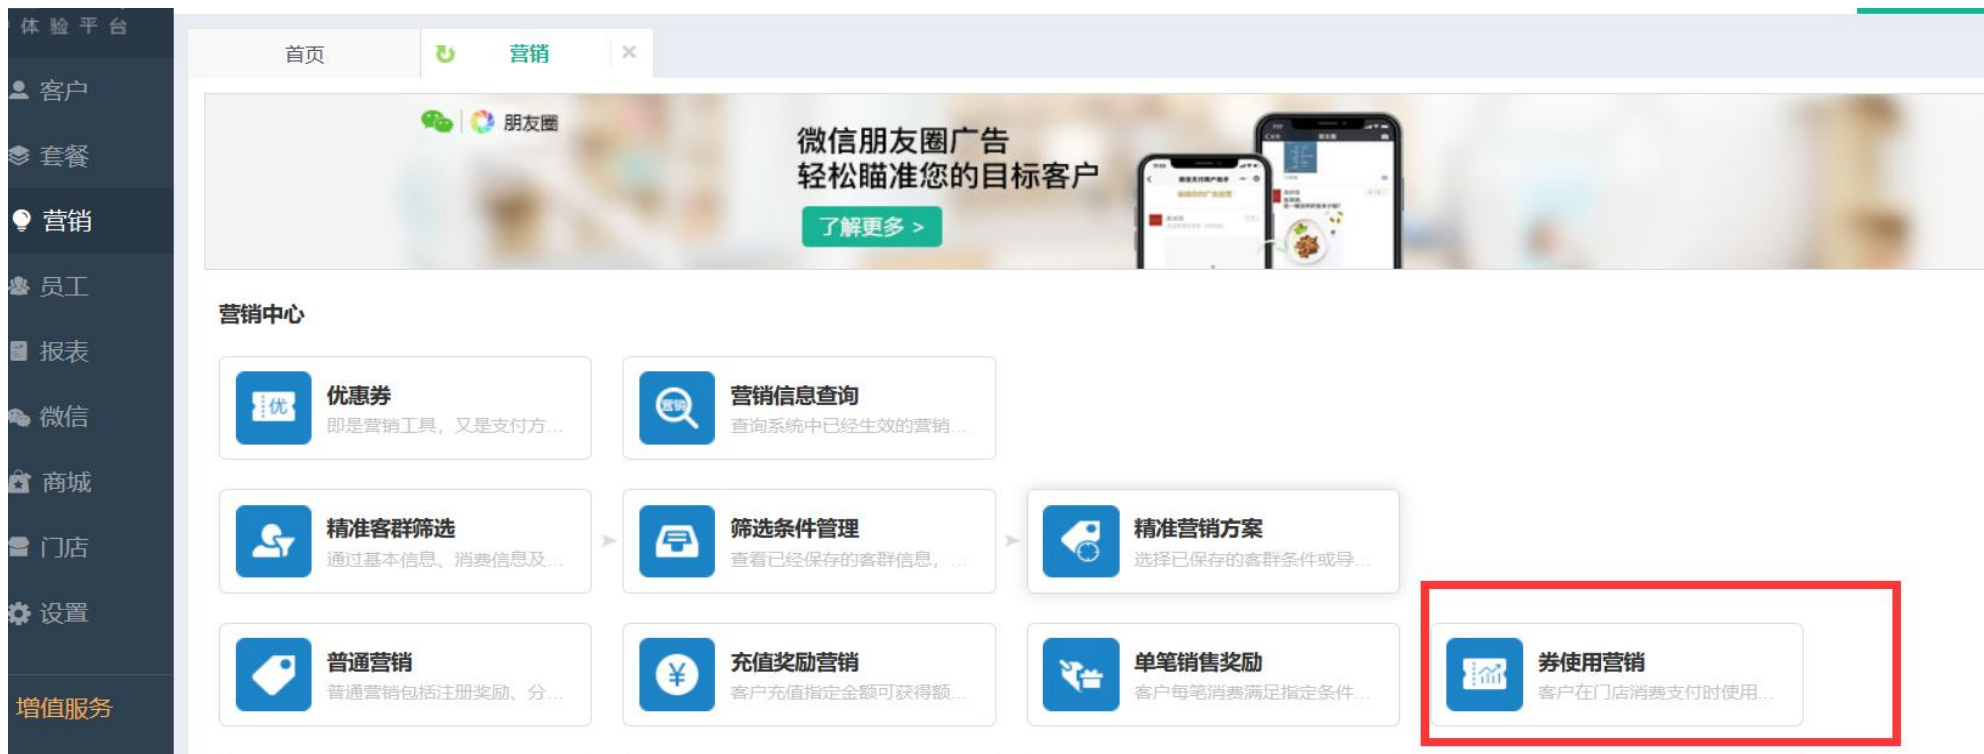 体验平台
客户
套餐
营销
员工
报表
微信
商城
门店
设置
增值服务
首页
营销
朋友圈
微信朋友圈广告
轻松瞄准您的目标客户
了解更多 >
营销中心
优
优惠券
即是营销工具，又是支付方...
营销
营销信息查询
查询系统中已经生效的营销...
精准客群筛选
通过基本信息、消费信息及...
筛选条件管理
查看已经保存的客群信息，...
精准营销方案
选择已保存的客群条件或导...
普通营销
普通营销包括注册奖励、分...
¥
充值奖励营销
客户充值指定金额可获得额...
单笔销售奖励
客户每笔消费满足指定条件...
券使用营销
客户在门店消费支付时使用...